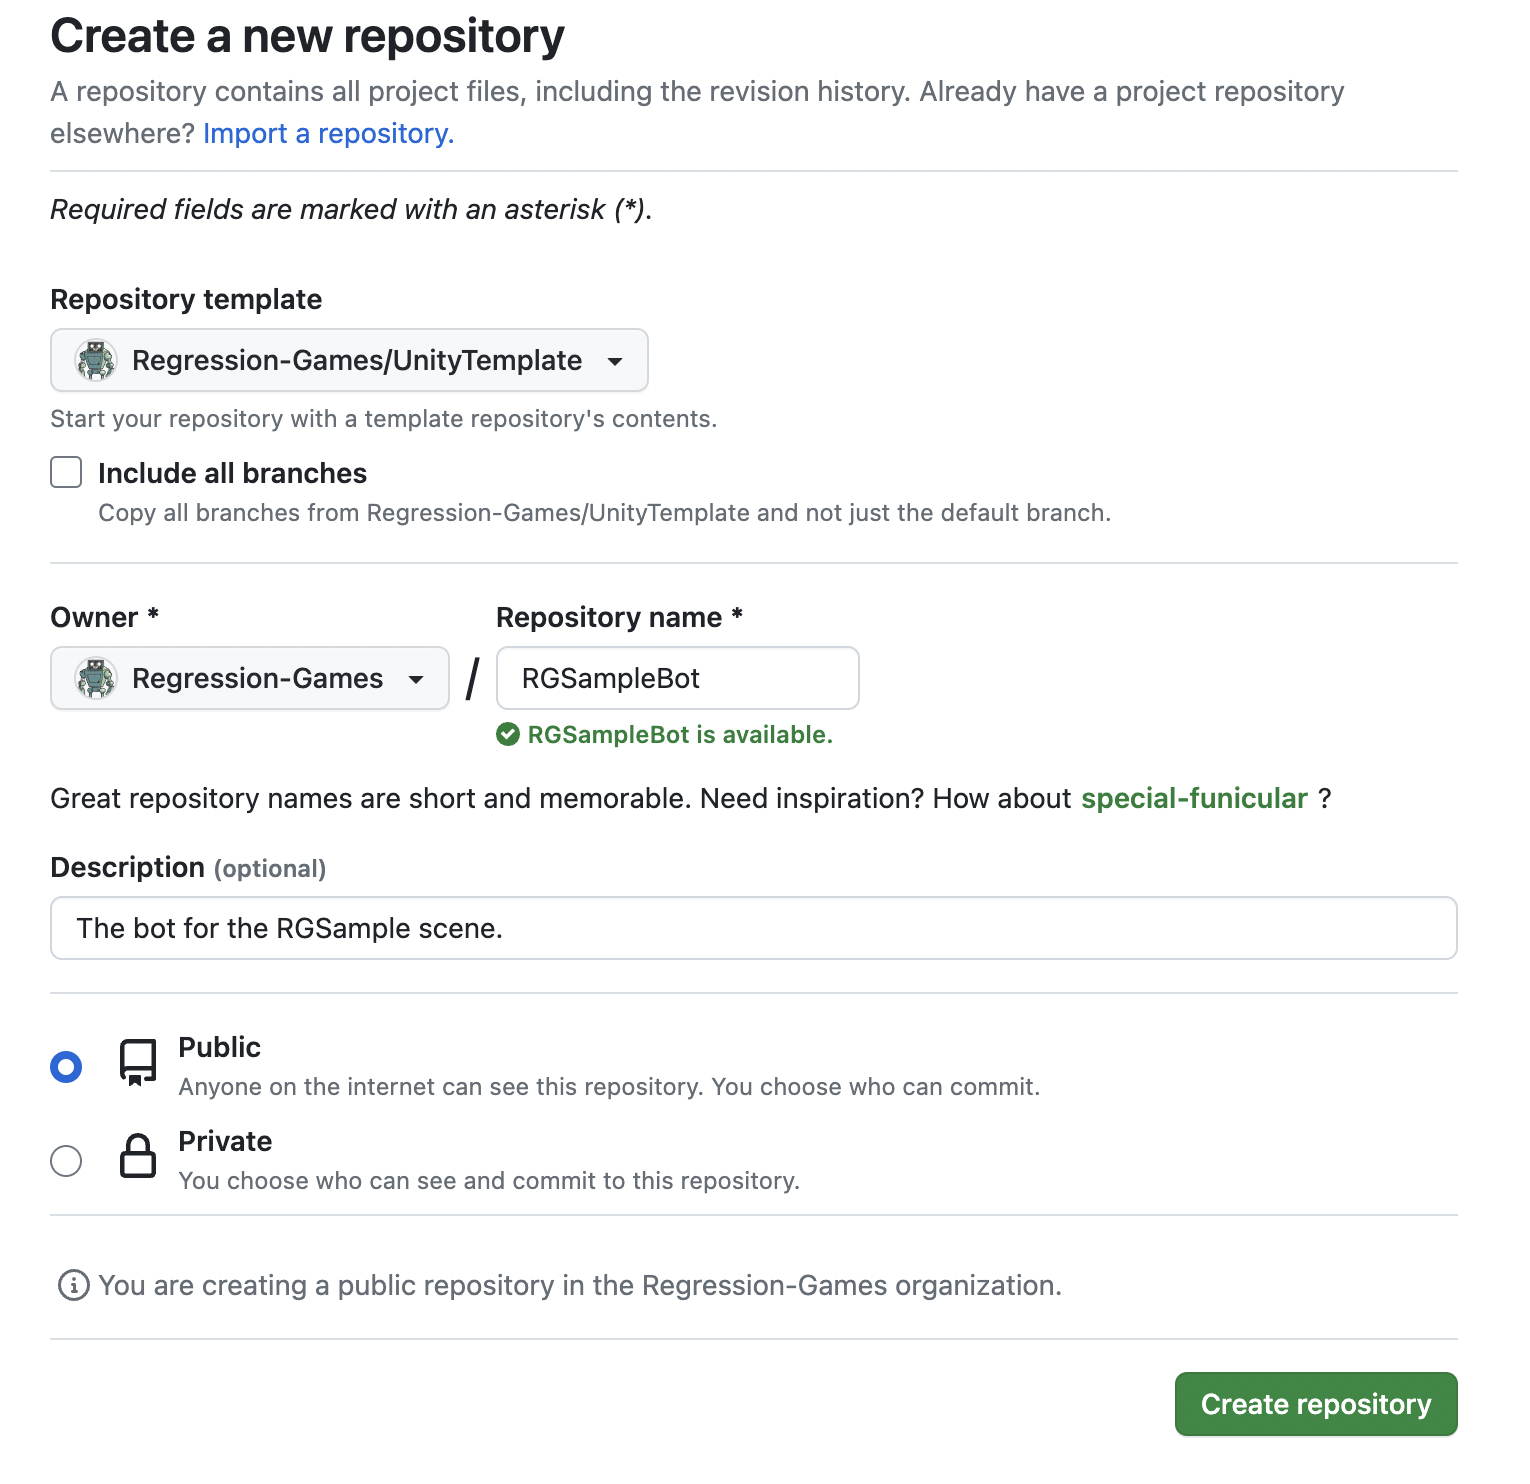 Create a new repository
A repository contains all project files, including the revision history. Already have a project repository
elsewhere? Import a repository.
Required fields are marked with an asterisk (*).
Repository template
Regression-Games/UnityTemplate
Start your repository with a template repository's contents.
Include all branches
Copy all branches from Regression-Games/UnityTemplate and not just the default branch.
Owner * Repository name *
Regression-Games / RGSampleBot
RGSampleBot is available.
Great repository names are short and memorable. Need inspiration? How about special-funicular ?
Description (optional)
The bot for the RGSample scene.
Public
Anyone on the internet can see this repository. You choose who can commit.
Private
You choose who can see and commit to this repository.
You are creating a public repository in the Regression-Games organization.
Create repository